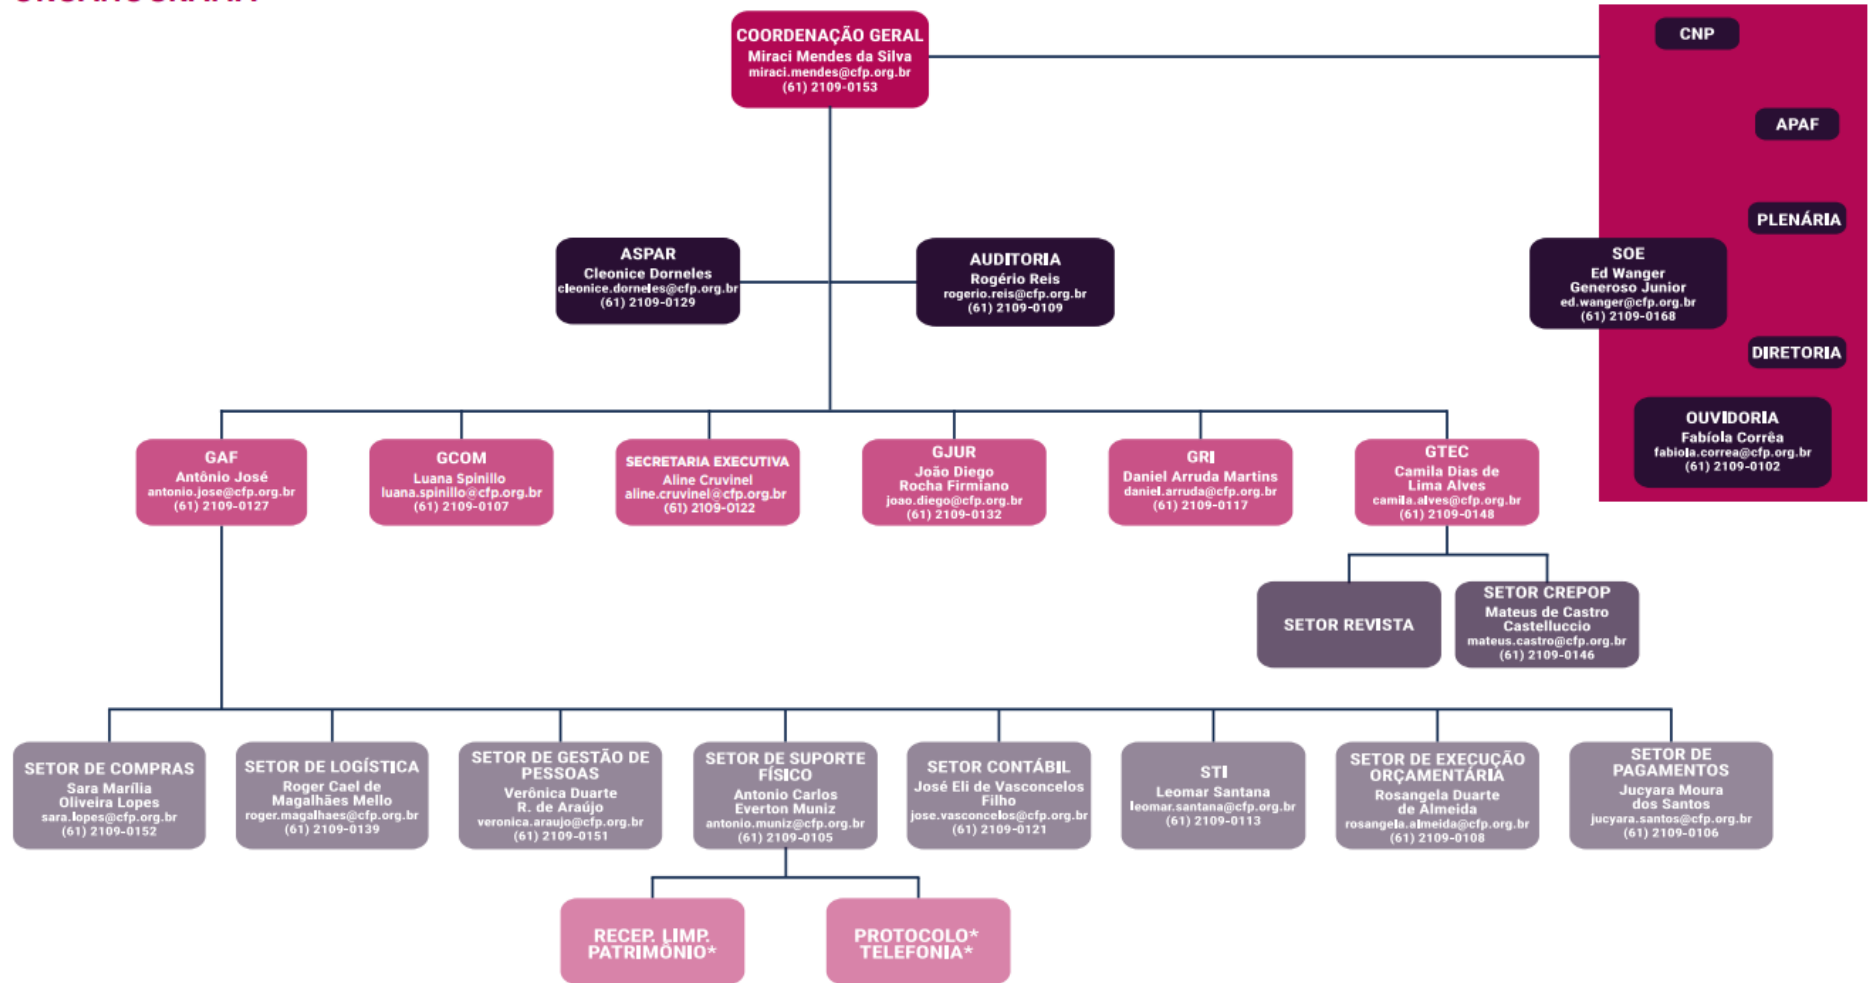 COORDENAÇÃO GERAL
Miraci Mendes da Silva
miraci.mendes@cfp.org.br
(61) 2109-0153
CNP
APAF
PLENÁRIA
ASPAR
Cleonice Dorneles
cleonice.dorneles@cfp.org.br
(61) 2109-0129
AUDITORIA
Rogério Reis
rogerio.reis@cfp.org.br
(61) 2109-0109
SOE
Ed Wanger
Generoso Junior
ed.wanger@cfp.org.br
(61) 2109-0168
DIRETORIA
OUVIDORIA
Fabíola Corrêa
fabiola.correa@cfp.org.br
(61) 2109-0102
GAF
Antônio José
antonio.jose@cfp.org.br
(61) 2109-0127
GCOM
Luana Spinillo
luana.spinillo@cfp.org.br
(61) 2109-0107
SECRETARIA EXECUTIVA
Aline Cruvinel
aline.cruvinel@cfp.org.br
(61) 2109-0122
GJUR
João Diego
Rocha Firmiano
joao.diego@cfp.org.br
(61) 2109-0132
GRI
Daniel Arruda Martins
daniel.arruda@cfp.org.br
(61) 2109-0117
GTEC
Camila Dias de
Lima Alves
camila.alves@cfp.org.br
(61) 2109-0148
SETOR REVISTA
SETOR CREPOP
Mateus de Castro
Castelluccio
mateus.castro@cfp.org.br
(61) 2109-0146
SETOR DE COMPRAS
Sara Marília
Oliveira Lopes
sara.lopes@cfp.org.br
(61) 2109-0152
SETOR DE LOGÍSTICA
Roger Cael de
Magalhães Mello
roger.magalhaes@cfp.org.br
(61) 2109-0139
SETOR DE GESTÃO DE
PESSOAS
Verônica Duarte
R. de Araújo
veronica.araujo@cfp.org.br
(61) 2109-0151
SETOR DE SUPORTE
FÍSICO
Antonio Carlos
Everton Muniz
antonio.muniz@cfp.org.br
(61) 2109-0105
SETOR CONTÁBIL
José Eli de Vasconcelos
Filho
jose.vasconcelos@cfp.org.br
(61) 2109-0121
STI
Leomar Santana
leomar.santana@cfp.org.br
(61) 2109-0113
SETOR DE EXECUÇÃO
ORÇAMENTÁRIA
Rosangela Duarte
de Almeida
rosangela.almeida@cfp.org.br
(61) 2109-0108
SETOR DE
PAGAMENTOS
Jucyara Moura
dos Santos
jucyara.santos@cfp.org.br
(61) 2109-0106
RECEP. LIMP.
PATRIMÔNIO*
PROTOCOLO*
TELEFONIA*